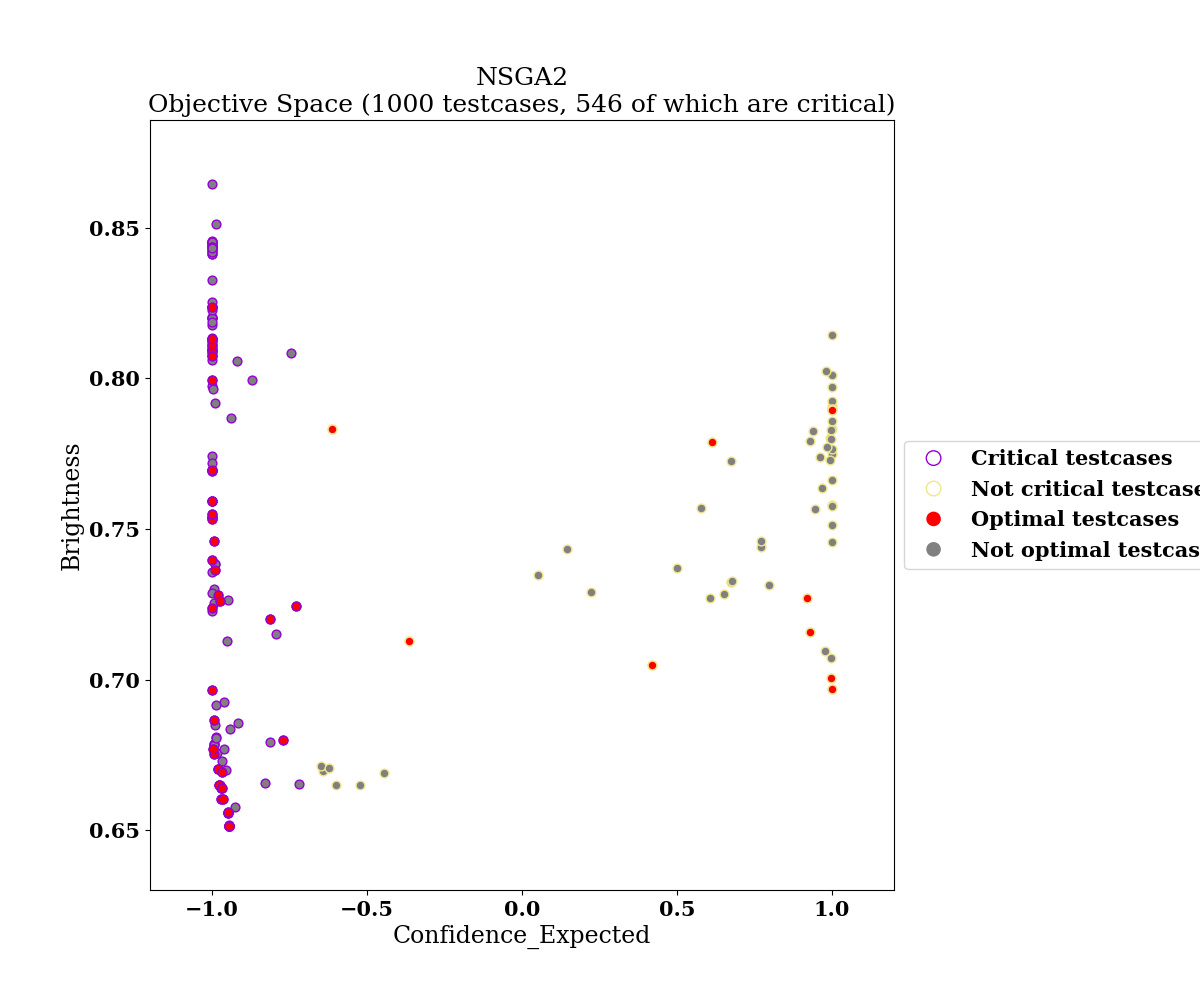 NSGA2
Objective Space (1000 testcases, 546 of which are critical)
0.85
0.80
0.75
0.70
0.65
Brightness
−1.0
−0.5
0.0
0.5
1.0
Confidence_Expected
Critical testcases
Not critical testcase
Optimal testcases
Not optimal testcas